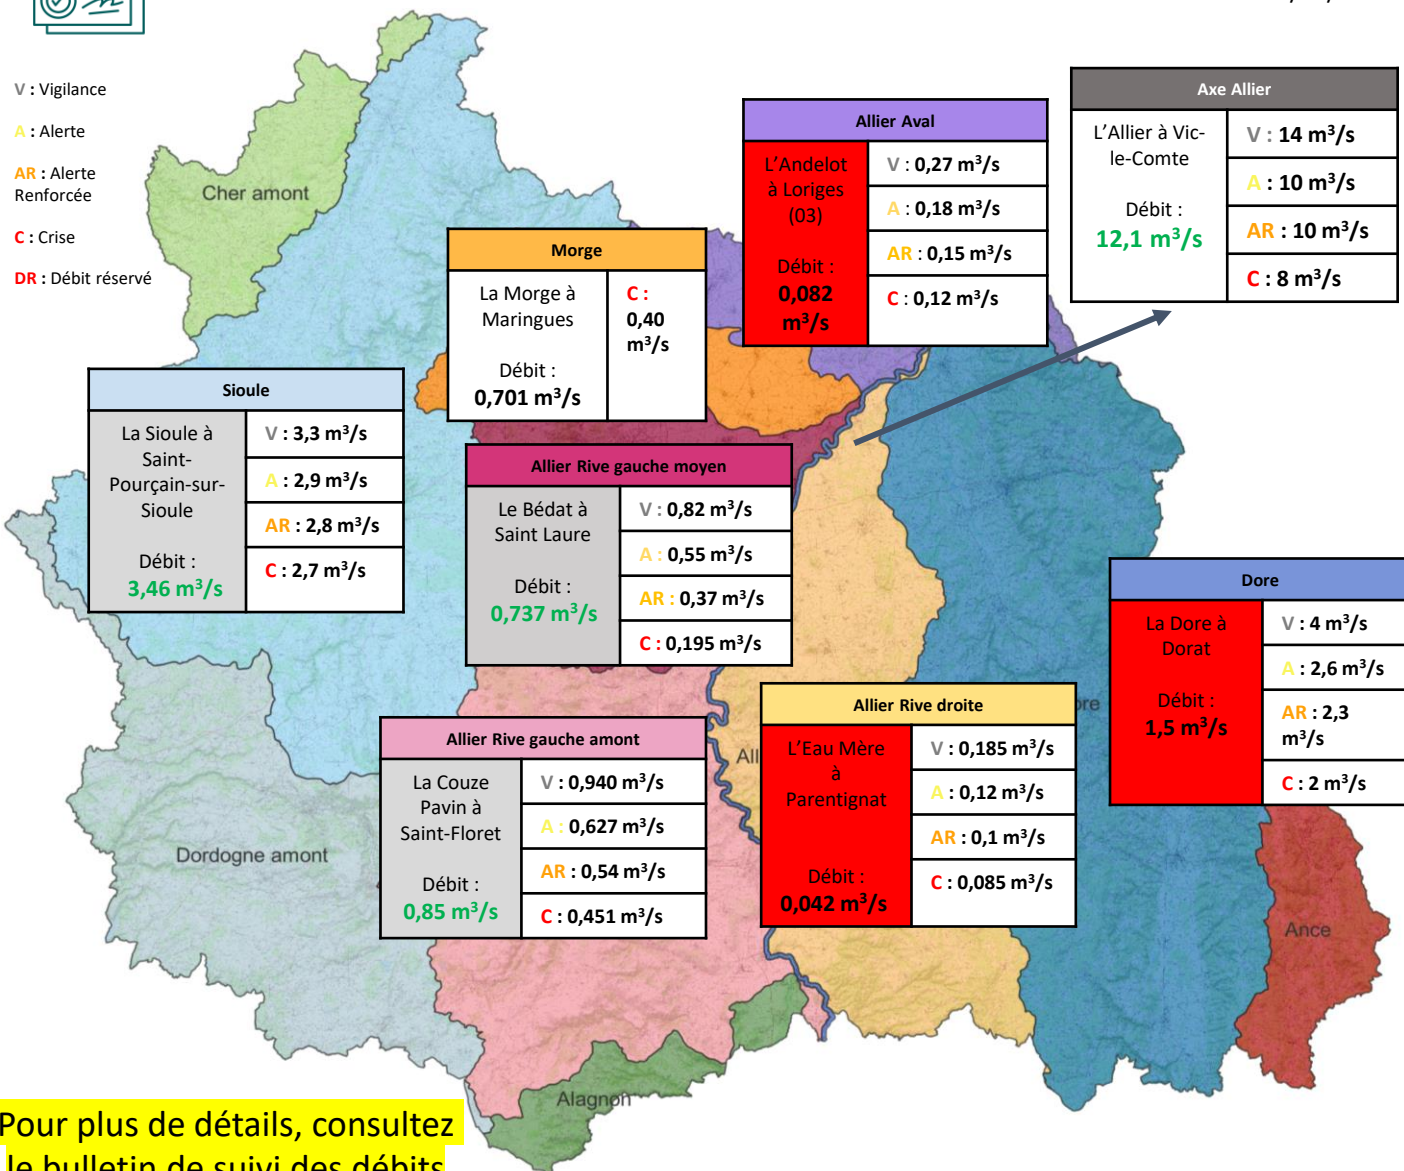 V : Vigilance
A : Alerte
AR : Alerte
Renforcée
C : Crise
DR : Débit réservé
Cher amont
Allier Aval
L'Andelot
à Loriges
(03)
Débit :
0,082
m³/s
V : 0,27 m³/s
A : 0,18 m³/s
AR : 0,15 m³/s
C : 0,12 m³/s
Axe Allier
L'Allier à Vic-
le-Comte
Débit :
12,1 m³/s
V : 14 m³/s
A : 10 m³/s
AR : 10 m³/s
C : 8 m³/s
Morge
La Morge à
Maringues
Débit :
0,701 m³/s
C :
0,40
m³/s
Sioule
La Sioule à
Saint-
Pourçain-sur-
Sioule
Débit :
3,46 m³/s
V : 3,3 m³/s
A : 2,9 m³/s
AR : 2,8 m³/s
C : 2,7 m³/s
Allier Rive gauche moyen
Le Bédat à
Saint Laure
Débit :
0,737 m³/s
V : 0,82 m³/s
A : 0,55 m³/s
AR : 0,37 m³/s
C : 0,195 m³/s
Dore
La Dore à
Dorat
Débit :
1,5 m³/s
V : 4 m³/s
A : 2,6 m³/s
AR : 2,3
m³/s
C : 2 m³/s
Allier Rive gauche amont
La Couze
Pavin à
Saint-Floret
Débit :
0,85 m³/s
V : 0,940 m³/s
A : 0,627 m³/s
AR : 0,54 m³/s
C : 0,451 m³/s
Allier Rive droite
L'Eau Mère
à
Parentignat
Débit :
0,042 m³/s
V : 0,185 m³/s
A : 0,12 m³/s
AR : 0,1 m³/s
C : 0,085 m³/s
All
ore
Dordogne amont
Ance
Alagnon
Pour plus de détails, consultez
le bulletin de suivi des débits